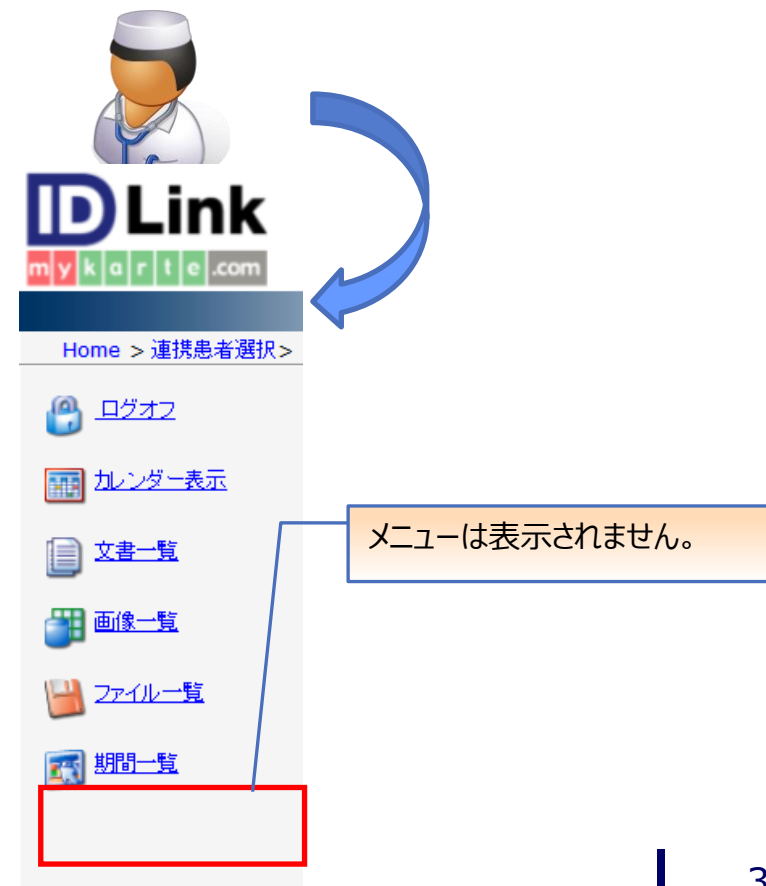 ID Link
mykarte.com
Home > 連携患者選択>
ログオフ
カレンダー表示
文書一覧
メニューは表示されません。
画像一覧
ファイル一覧
期間一覧